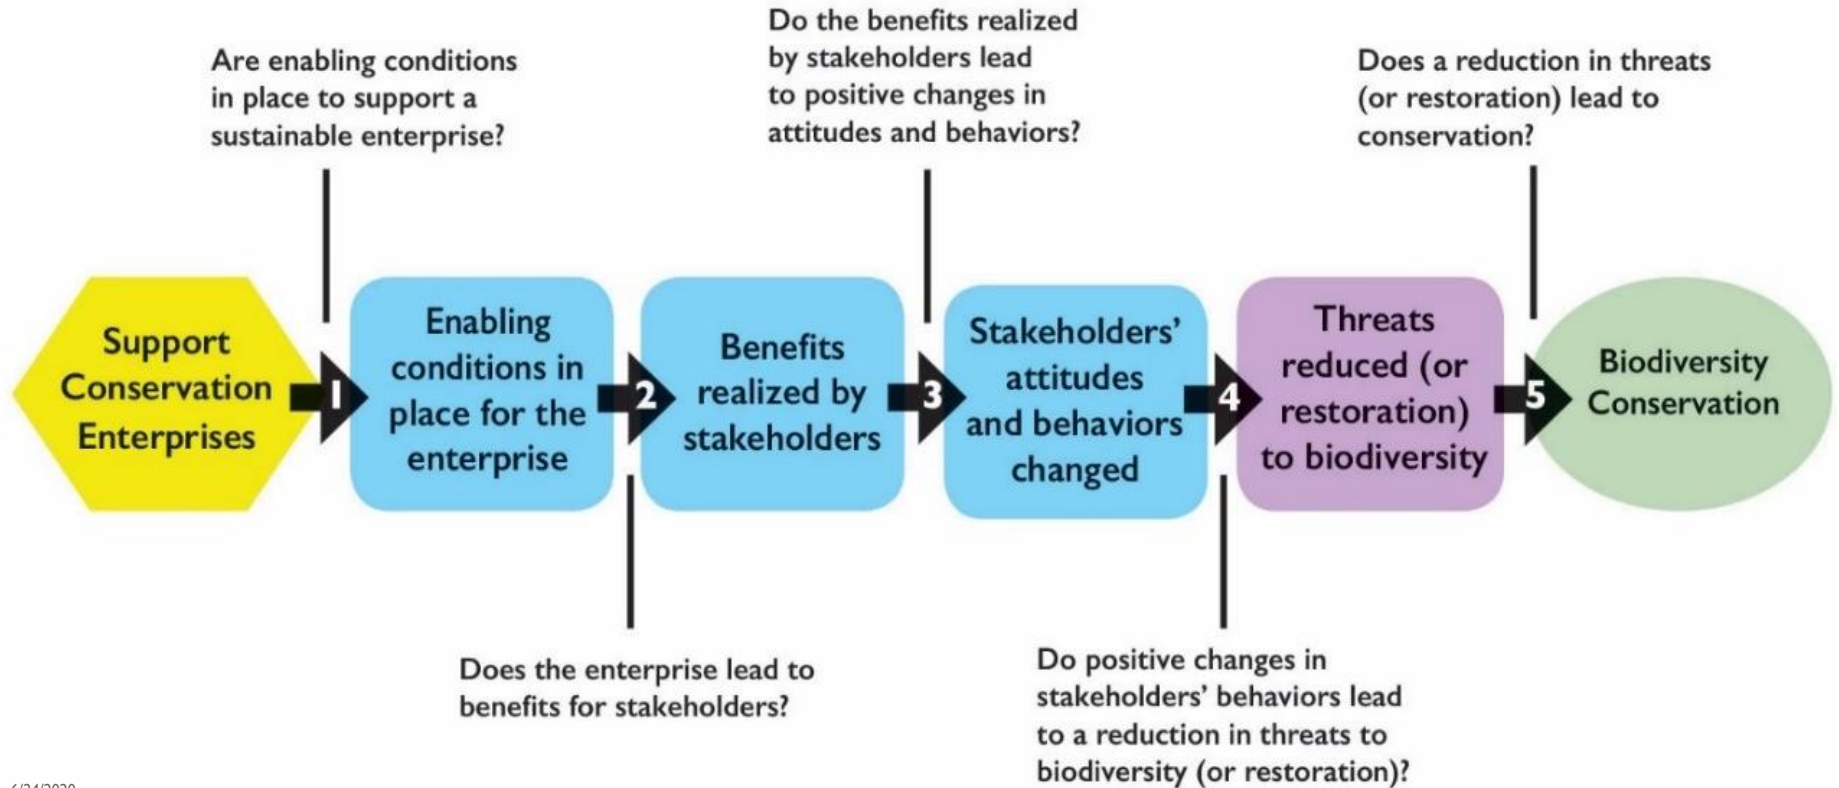 Are enabling conditions
in place to support a
sustainable enterprise?
Do the benefits realized
by stakeholders lead
to positive changes in
attitudes and behaviors?
Does a reduction in threats
(or restoration) lead to
conservation?
Support
Conservation
Enterprises
1
Enabling
conditions in
place for the
enterprise
2
Benefits
realized by
stakeholders
3
Stakeholders’
attitudes
and behaviors
changed
4
Threats
reduced (or
restoration)
to biodiversity
5
Biodiversity
Conservation
Does the enterprise lead to
benefits for stakeholders?
Do positive changes in
stakeholders’ behaviors lead
to a reduction in threats to
biodiversity (or restoration)?